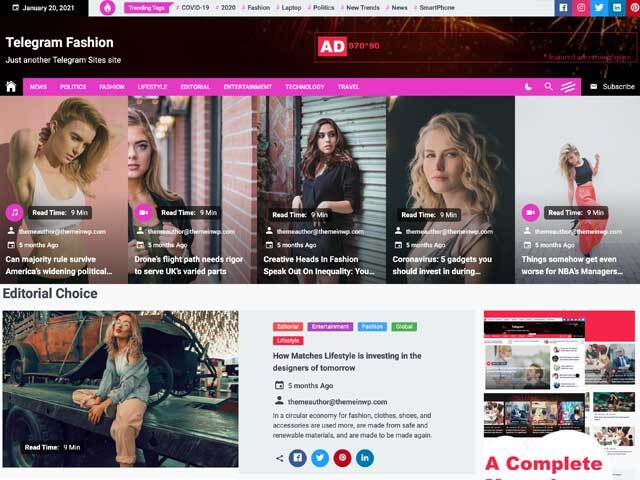 January 20, 2021
Trending Tags
# COVID-19 # 2020 # Fashion # Laptop # Politics # New Trends # News # SmartPhone
Telegram Fashion
Just another Telegram Sites site
AD 970*90
* featured advertising space
NEWS POLITICS FASHION LIFESTYLE EDITORIAL ENTERTAINMENT TECHNOLOGY TRAVEL
Subscribe
Read Time: 9 Min
themeauthor@themeinwp.com
5 months Ago
Can majority rule survive
America's widening political...
Read Time: 9 Min
themeauthor@themeinwp.com
5 months Ago
Drone's flight path needs rigor
to serve UK's varied parts
Read Time: 9 Min
themeauthor@themeinwp.com
5 months Ago
Creative Heads In Fashion
Speak Out On Inequality: You...
Read Time: 9 Min
themeauthor@themeinwp.com
5 months Ago
Coronavirus: 5 gadgets you
should invest in during...
Read Time: 9 Min
themeauthor@themeinwp.com
5 months Ago
Things somehow get even
worse for NBA's Managers...
Editorial Choice
Read Time: 9 Min
Editorial Entertainment Fashion Global
Lifestyle
How Matches Lifestyle is investing in the
designers of tomorrow
5 months Ago
themeauthor@themeinwp.com
In a circular economy for fashion, clothes, shoes, and
accessories are used more, are made from safe and
renewable materials, and are made to be made again.
Telegram
A Complete